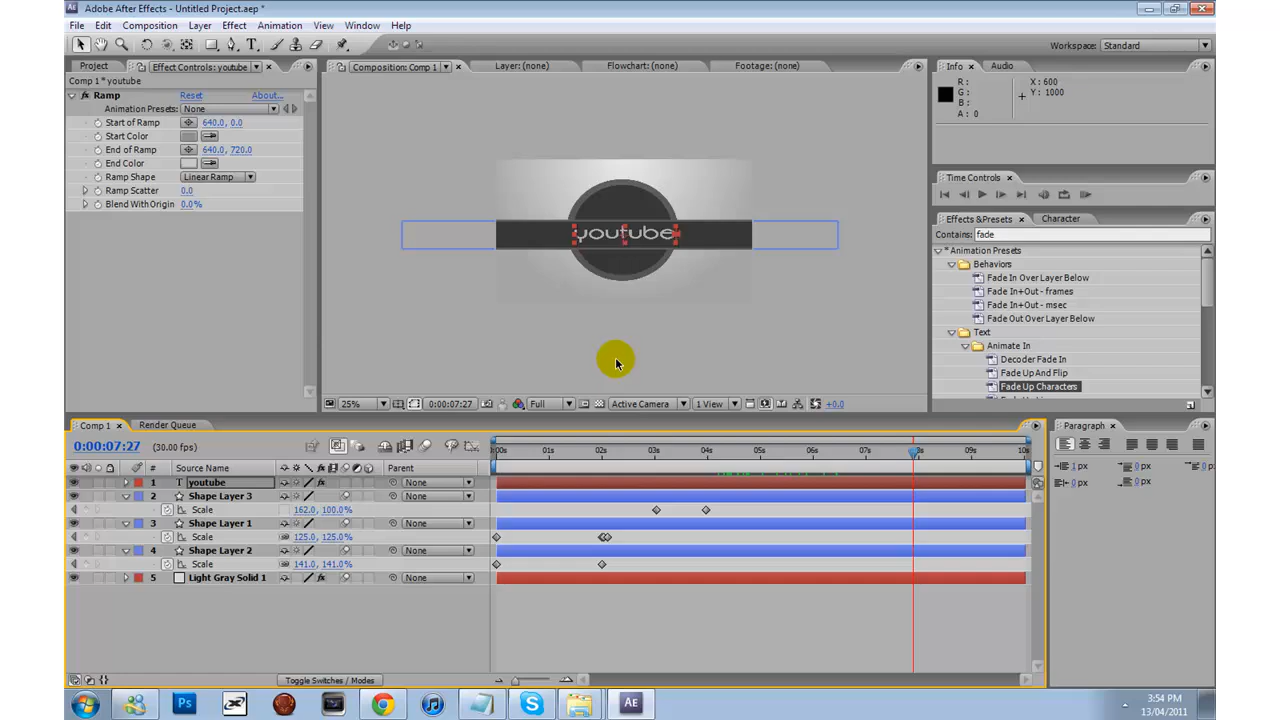 Adobe After Effects - Untitled Project.aep *
File Edit Composition Layer Effect Animation View Window Help
Workspace: Standard
Project Effect Controls: youtube
Composition: Comp 1
Layer: (none)
Flowchart: (none)
Footage: (none)
Info Audio
Comp 1 * youtube
Ramp Reset About...
Animation Presets: None
Start of Ramp 640.0, 0.0
Start Color
End of Ramp 640.0, 720.0
End Color
Ramp Shape Linear Ramp
Ramp Scatter 0.0
Blend With Origin 0.0%
youtube
R :
G :
B :
A : 0
X : 600
Y : 1000
Time Controls
Effects & Presets Character
Contains: fade
* Animation Presets
Behaviors
Fade In Over Layer Below
Fade In+Out - frames
Fade In+Out - msec
Fade Out Over Layer Below
Text
Animate In
Decoder Fade In
Fade Up And Flip
Fade Up Characters
25% 0:00:07:27 Full Active Camera 1 View +0.0
Comp 1 Render Queue
Paragraph
0:00:07:27 (30.00 fps)
:00s 01s 02s 03s 04s 05s 06s 07s 8s 09s 10s
# Source Name Parent
1 T youtube None
2 Shape Layer 3 None
Scale 162.0, 100.0%
3 Shape Layer 1 None
Scale 125.0, 125.0%
4 Shape Layer 2 None
Scale 141.0, 141.0%
5 Light Gray Solid 1 None
1 px 0 px 0 px
0 px 0 px
Toggle Switches / Modes
Ps
S
AE
3:54 PM
13/04/2011